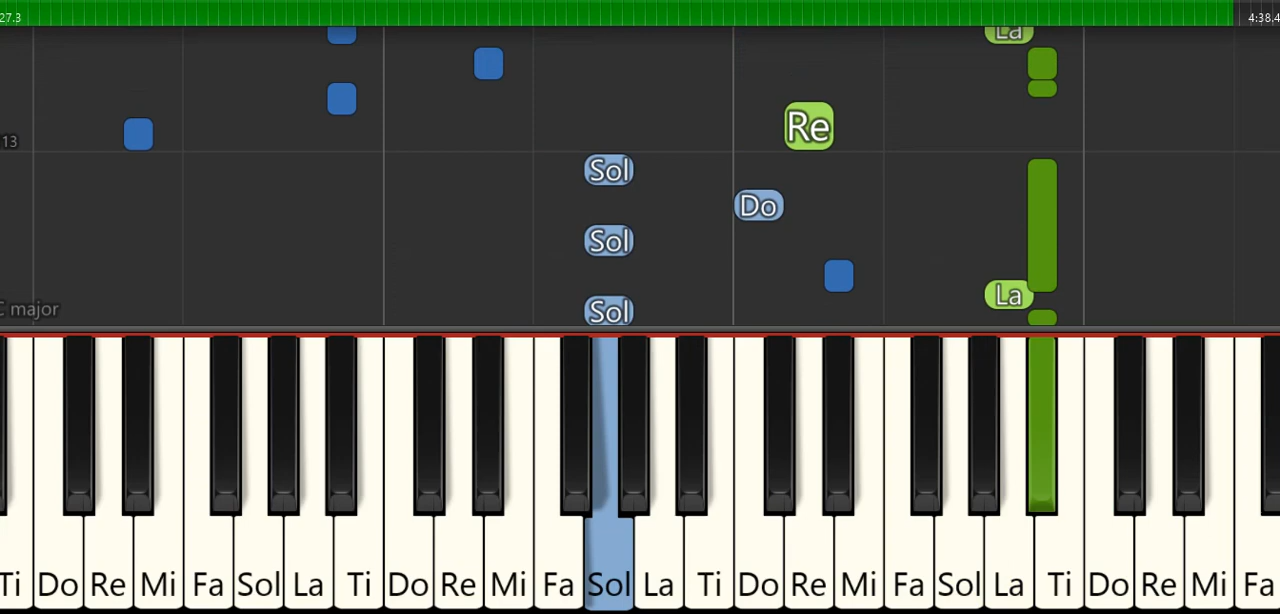 27.3 4:38.4
La
Re
13
Sol
Do
Sol
La
C major
Sol
Ti Do Re Mi Fa Sol La Ti Do Re Mi Fa Sol La Ti Do Re Mi Fa Sol La Ti Do Re Mi Fa